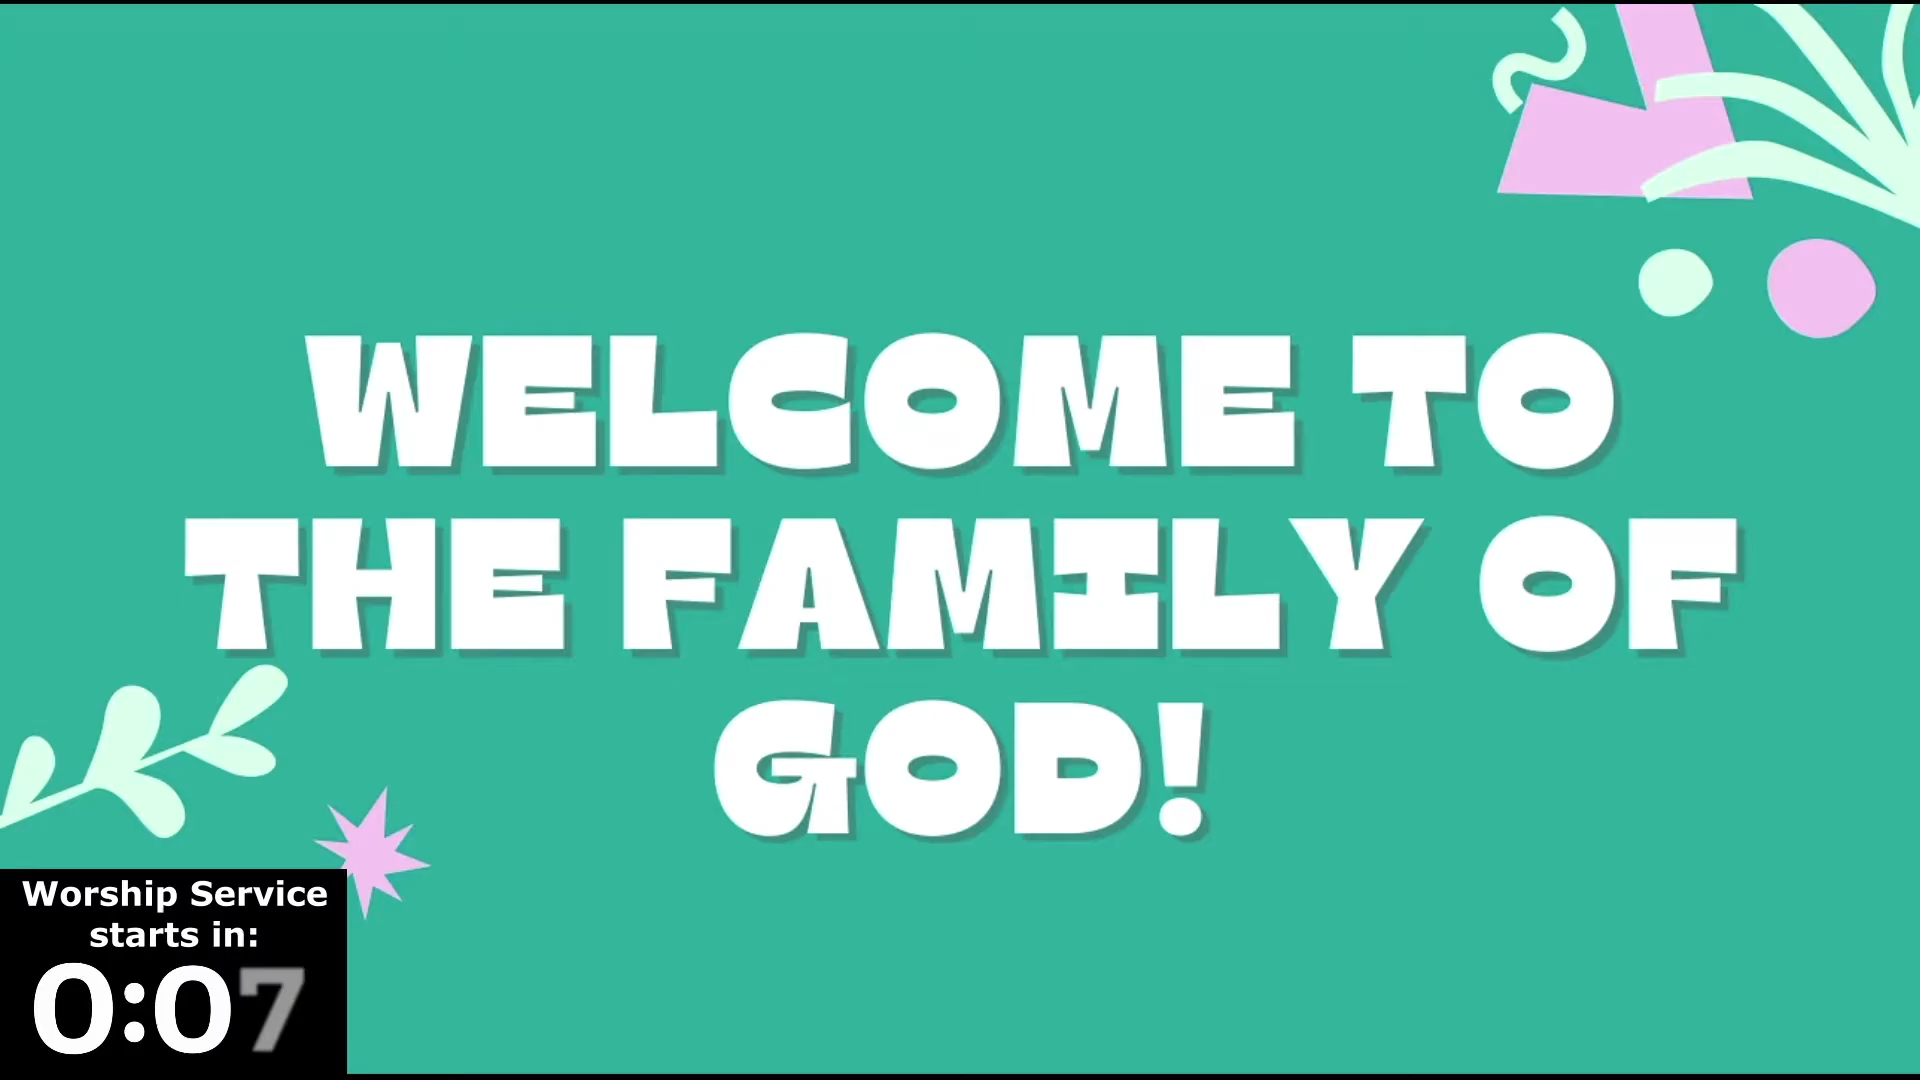 WELCOME TO
THE FAMILY OF
GOD!
Worship Service
starts in:
0:07